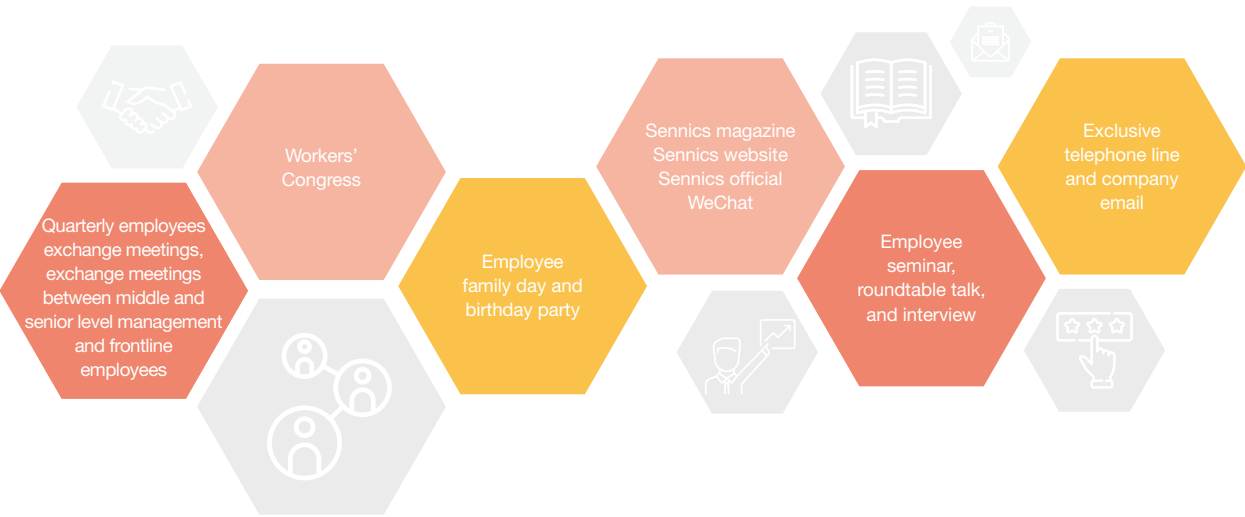 Quarterly employees
exchange meetings,
exchange meetings
between middle and
senior level management
and frontline
employees
Workers’
Congress
Employee
family day and
birthday party
Sennics magazine
Sennics website
Sennics official
WeChat
Employee
seminar,
roundtable talk,
and interview
Exclusive
telephone line
and company
email